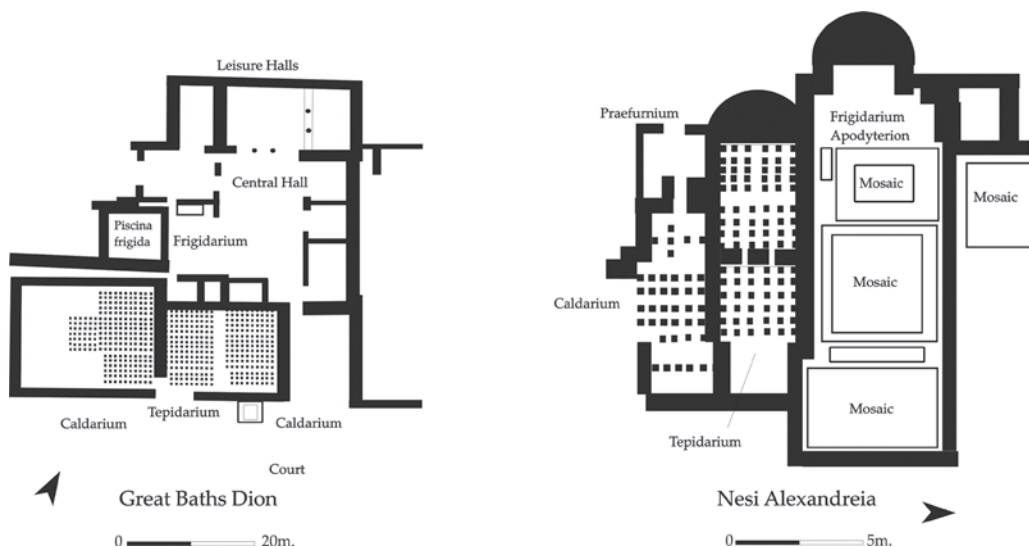 Leisure Halls
Central Hall
Piscina
frigida
Frigidarium
Caldarium
Tepidarium
Caldarium
Court
Great Baths Dion
0
20m.
Praefurnium
Frigidarium
Apodyterion
Mosaic
Mosaic
Mosaic
Caldarium
Mosaic
Tepidarium
Nesi Alexandreia
0
5m.